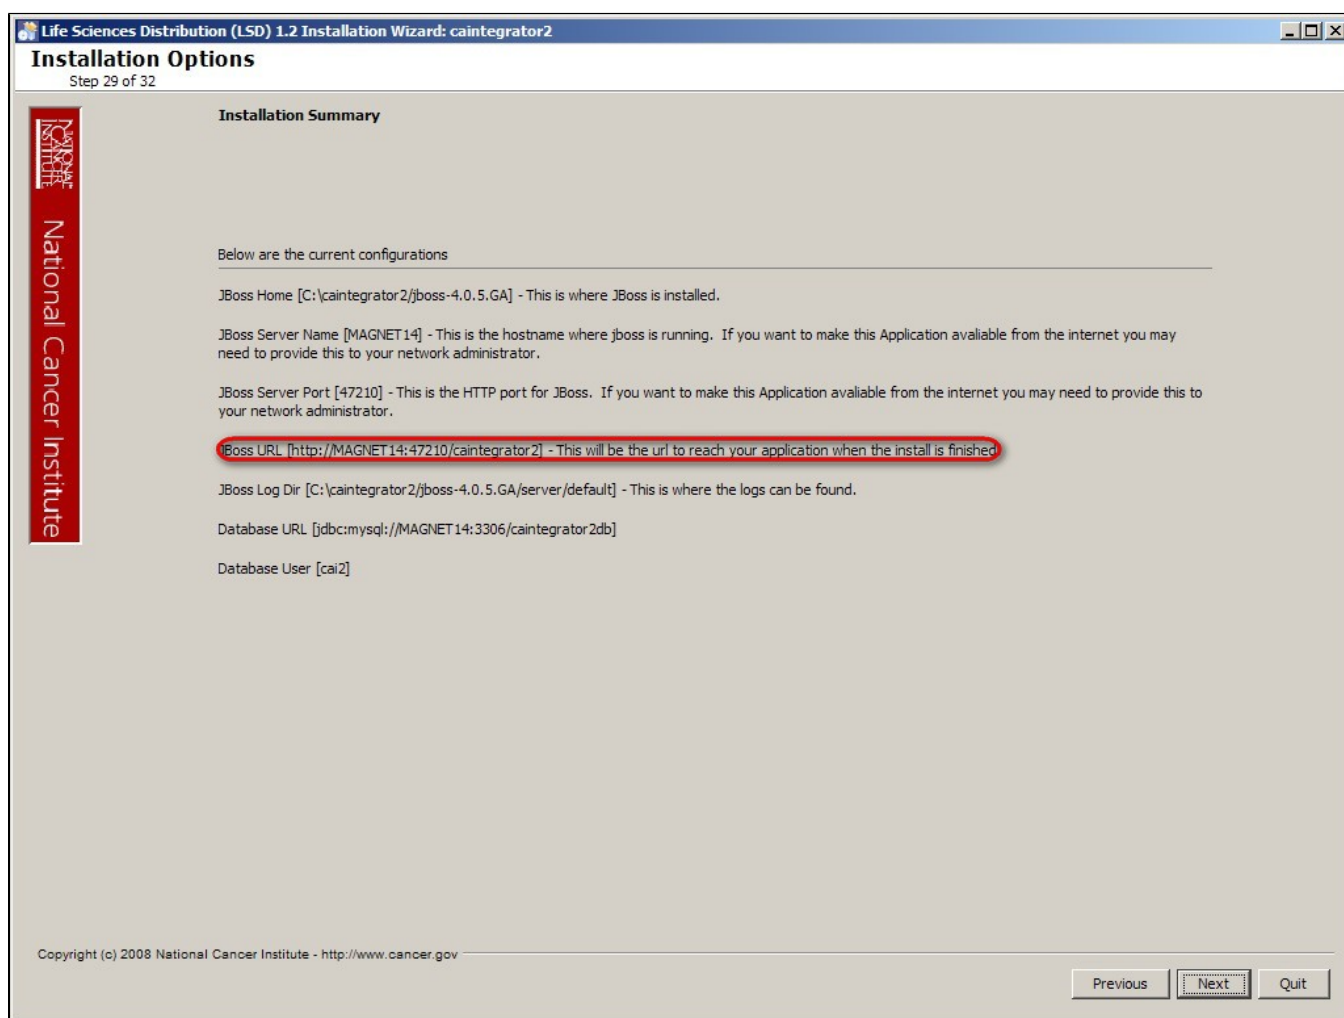 Life Sciences Distribution (LSD) 1.2 Installation Wizard: caintegrator2
Installation Options
Step 29 of 32
NATIONAL
CANCER
INSTITUTE
National Cancer Institute
Installation Summary
Below are the current configurations
JBoss Home [C:\caintegrator2/jboss-4.0.5.GA] - This is where JBoss is installed.
JBoss Server Name [MAGNET14] - This is the hostname where jboss is running.  If you want to make this Application avaliable from the internet you may
need to provide this to your network administrator.
JBoss Server Port [47210] - This is the HTTP port for JBoss.  If you want to make this Application avaliable from the internet you may need to provide this to
your network administrator.
JBoss URL [http://MAGNET14:47210/caintegrator2] - This will be the url to reach your application when the install is finished
JBoss Log Dir [C:\caintegrator2/jboss-4.0.5.GA/server/default] - This is where the logs can be found.
Database URL [jdbc:mysql://MAGNET14:3306/caintegrator2db]
Database User [cai2]
Copyright (c) 2008 National Cancer Institute - http://www.cancer.gov
Previous
Next
Quit